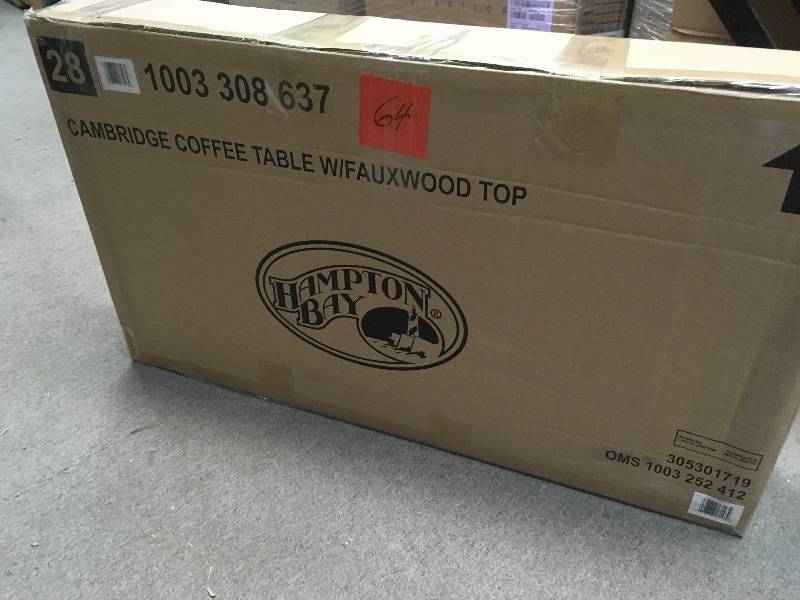 28
1003 308 637
64
CAMBRIDGE COFFEE TABLE W/FAUXWOOD TOP
HAMPTON
BAY®
305301719
OMS 1003 252 412